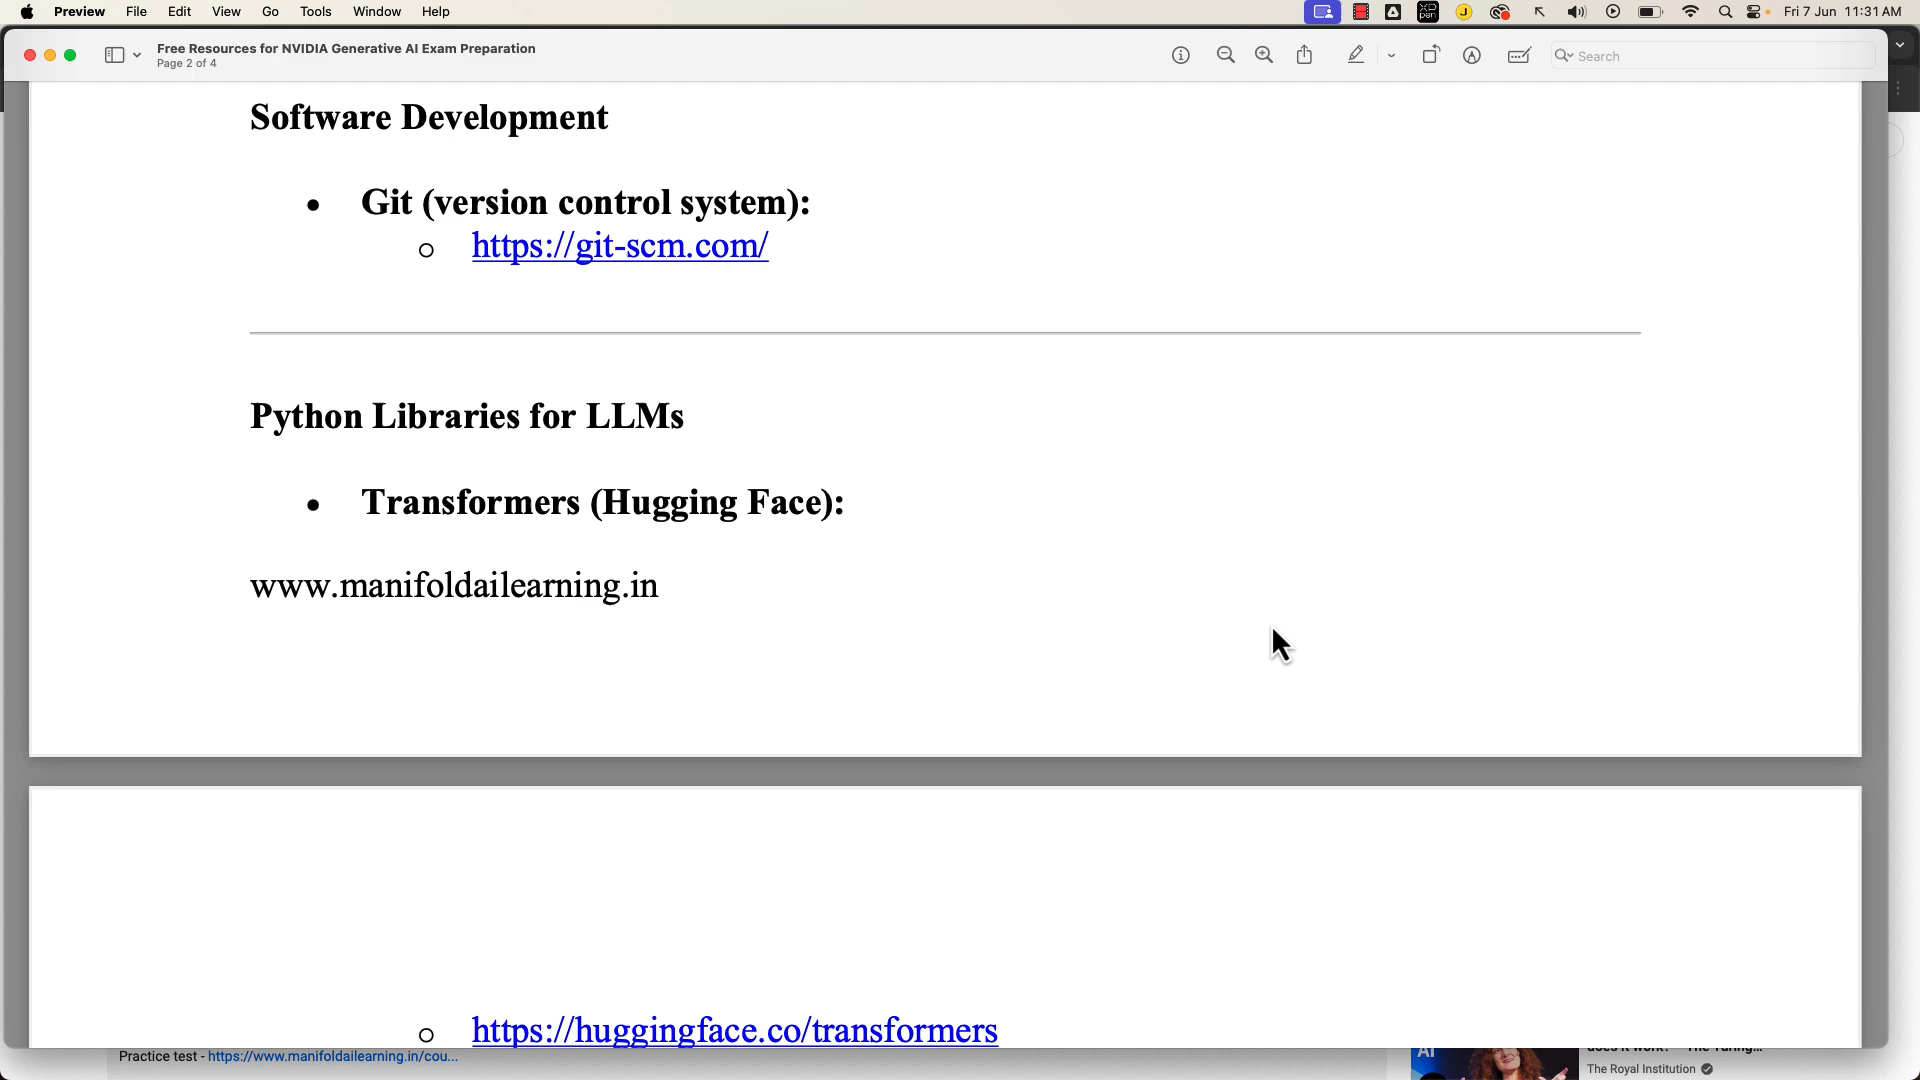 Preview File Edit View Go Tools Window Help Fri 7 Jun 11:31 AM
Free Resources for NVIDIA Generative AI Exam Preparation
Page 2 of 4
Search
Software Development
• Git (version control system):
o https://git-scm.com/
Python Libraries for LLMs
• Transformers (Hugging Face):
www.manifoldailearning.in
o https://huggingface.co/transformers
Practice test - https://www.manifoldailearning.in/cou...
AI
The Royal Institution